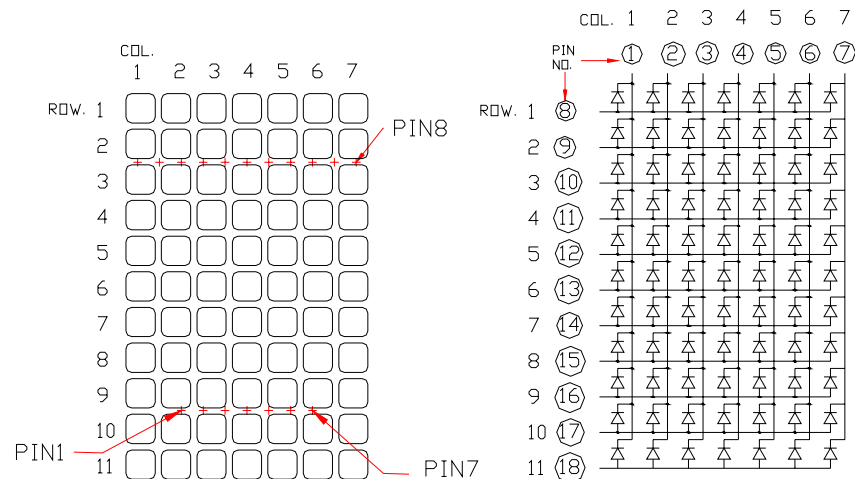 COL.
1 2 3 4 5 6 7
ROW. 1
2
3
4
5
6
7
8
9
10
11
PIN8
PIN1
PIN7
COL. 1 2 3 4 5 6 7
PIN NO.
1 2 3 4 5 6 7
ROW. 1 8
2 9
3 10
4 11
5 12
6 13
7 14
8 15
9 16
10 17
11 18